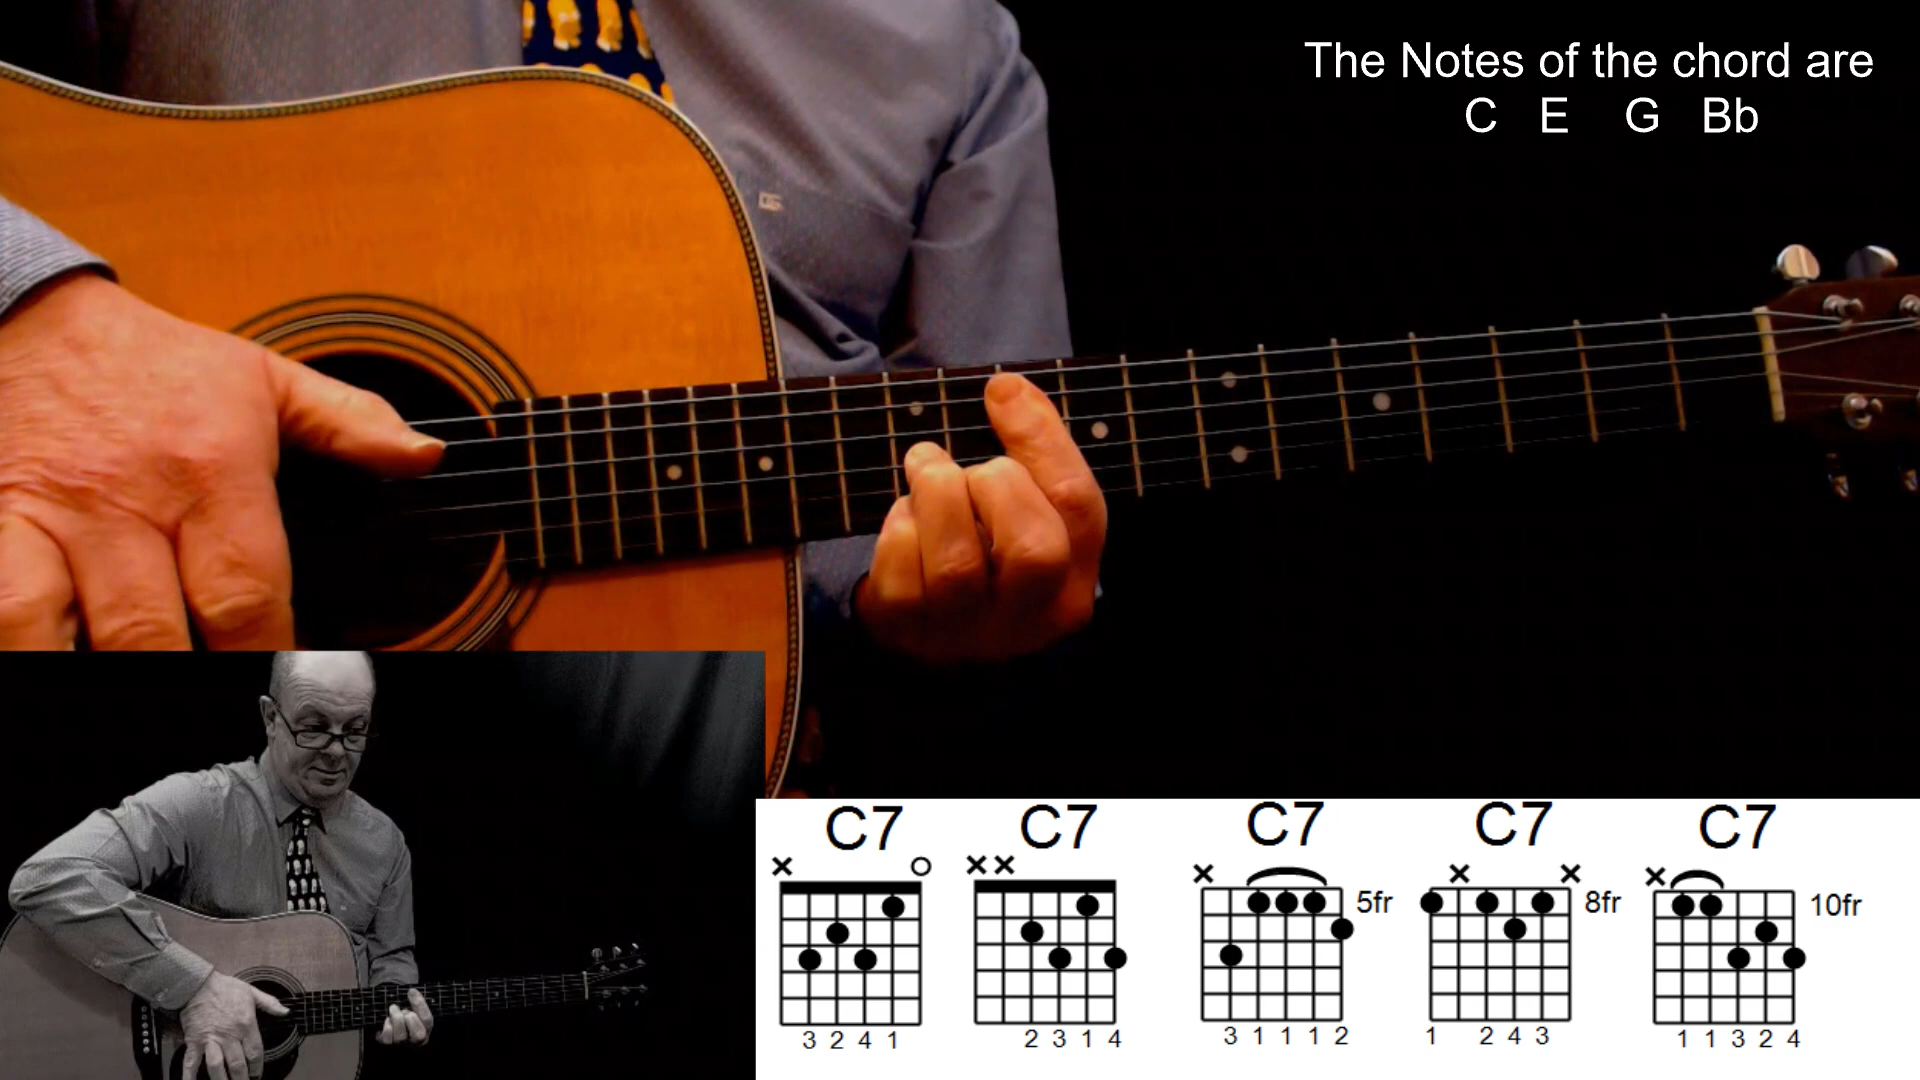 The Notes of the chord are
C E G Bb
C7 C7 C7 C7 C7
5fr 8fr 10fr
3 2 4 1 2 3 1 4 3 1 1 1 2 1 2 4 3 1 1 3 2 4